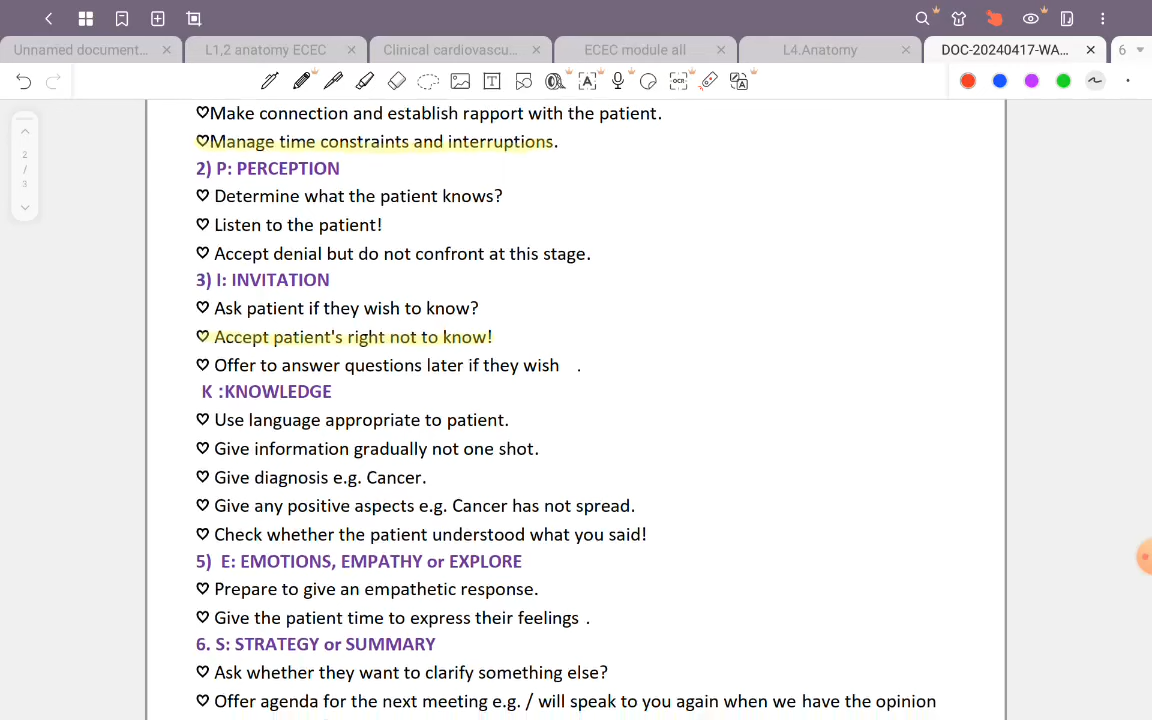 Unnamed document...
L1,2 anatomy ECEC
Clinical cardiovascu...
ECEC module all
L4.Anatomy
DOC-20240417-WA...
6
OCR
2
/
3
♡Make connection and establish rapport with the patient.
♡Manage time constraints and interruptions.
2) P: PERCEPTION
♡ Determine what the patient knows?
♡ Listen to the patient!
♡ Accept denial but do not confront at this stage.
3) I: INVITATION
♡ Ask patient if they wish to know?
♡ Accept patient's right not to know!
♡ Offer to answer questions later if they wish .
K :KNOWLEDGE
♡ Use language appropriate to patient.
♡ Give information gradually not one shot.
♡ Give diagnosis e.g. Cancer.
♡ Give any positive aspects e.g. Cancer has not spread.
♡ Check whether the patient understood what you said!
5) E: EMOTIONS, EMPATHY or EXPLORE
♡ Prepare to give an empathetic response.
♡ Give the patient time to express their feelings .
6. S: STRATEGY or SUMMARY
♡ Ask whether they want to clarify something else?
♡ Offer agenda for the next meeting e.g. / will speak to you again when we have the opinion